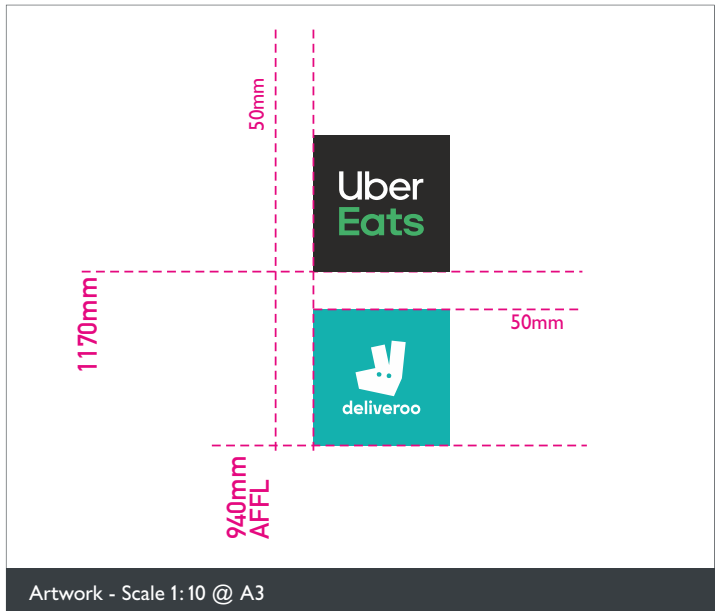 50mm
Uber
Eats
1170mm
50mm
deliveroo
940mm
AFFL
Artwork - Scale 1:10 @ A3